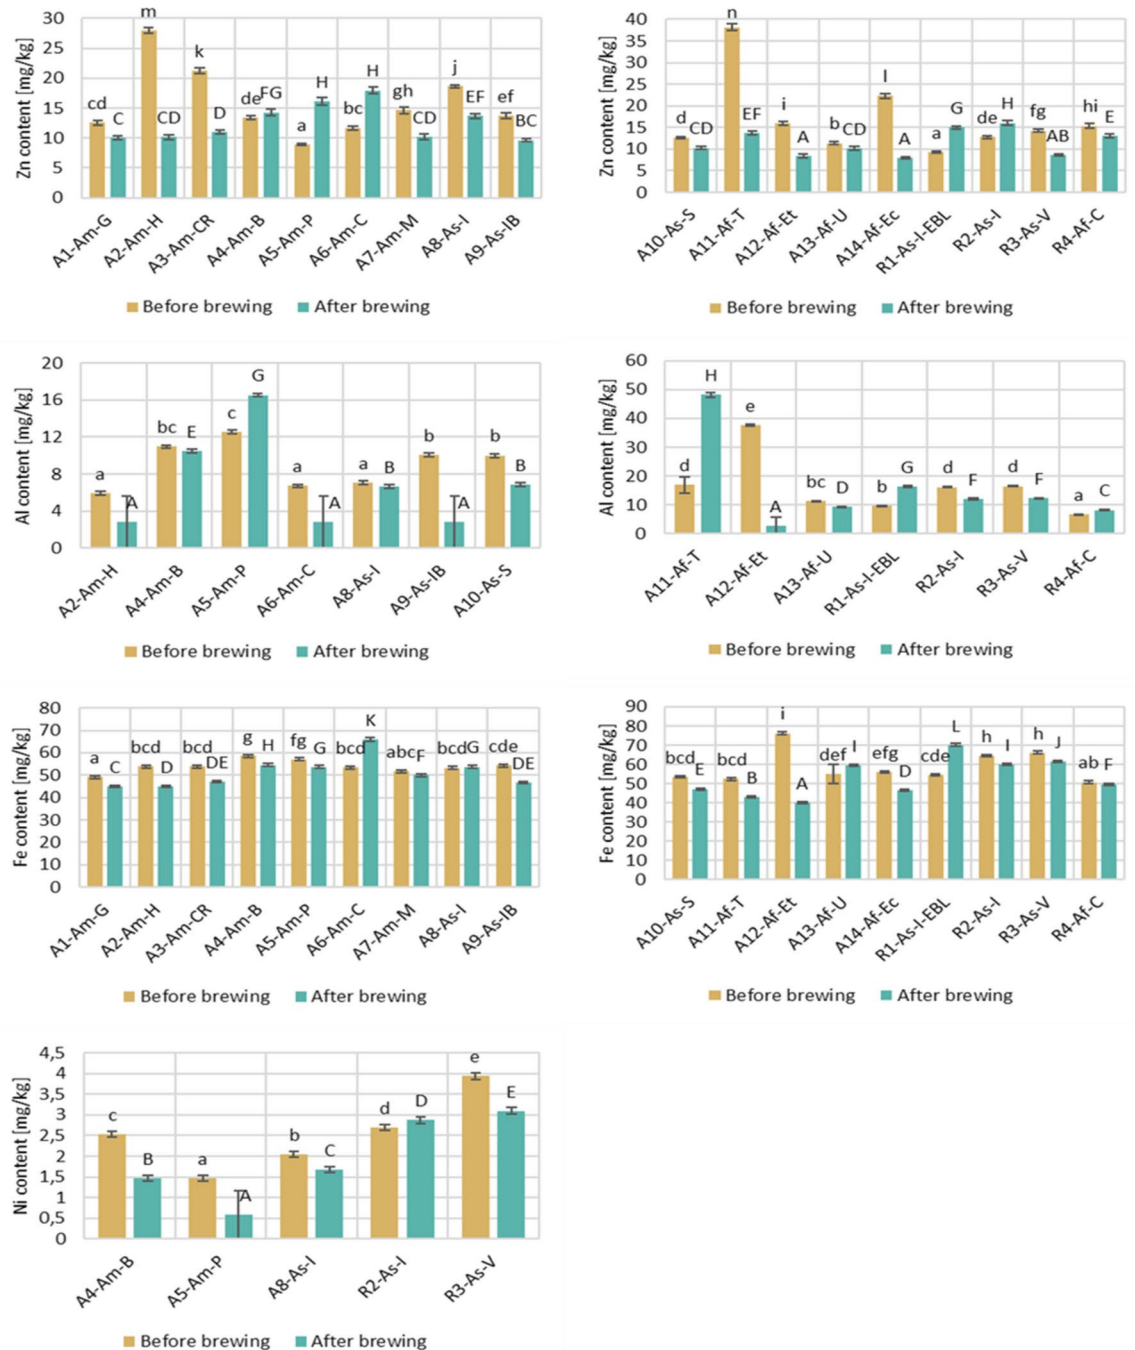 Zn content [mg/kg]
30
25
20
15
10
5
0
cd C m CD k D de FG a H bc H gh CD j EF ef BC
A1-Am-G
A2-Am-H
A3-Am-CR
A4-Am-B
A5-Am-P
A6-Am-C
A7-Am-M
A8-As-I
A9-As-IB
Before brewing After brewing
Zn content [mg/kg]
40
35
30
25
20
15
10
5
0
d CD n EF i A b CD l A a G de H fg AB hi E
A10-As-S
A11-Af-T
A12-Af-Et
A13-Af-U
A14-Af-Ec
R1-As-I-EBL
R2-As-I
R3-As-V
R4-Af-C
Before brewing After brewing
Al content [mg/kg]
20
16
12
8
4
0
a A bc E c G a A a B b A b B
A2-Am-H
A4-Am-B
A5-Am-P
A6-Am-C
A8-As-I
A9-As-IB
A10-As-S
Before brewing After brewing
Al content [mg/kg]
60
50
40
30
20
10
0
d H e A bc D b G d F d F a C
A11-Af-T
A12-Af-Et
A13-Af-U
R1-As-I-EBL
R2-As-I
R3-As-V
R4-Af-C
Before brewing After brewing
Fe content [mg/kg]
80
70
60
50
40
30
20
10
0
a C bcd D bcd DE g H fg G bcd K abc F bcd G cde DE
A1-Am-G
A2-Am-H
A3-Am-CR
A4-Am-B
A5-Am-P
A6-Am-C
A7-Am-M
A8-As-I
A9-As-IB
Before brewing After brewing
Fe content [mg/kg]
90
80
70
60
50
40
30
20
10
0
bcd E bcd B i A def I efg D cde L h I h J ab F
A10-As-S
A11-Af-T
A12-Af-Et
A13-Af-U
A14-Af-Ec
R1-As-I-EBL
R2-As-I
R3-As-V
R4-Af-C
Before brewing After brewing
Ni content [mg/kg]
4,5
4
3,5
3
2,5
2
1,5
1
0,5
0
c B a A b C d D e E
A4-Am-B
A5-Am-P
A8-As-I
R2-As-I
R3-As-V
Before brewing After brewing